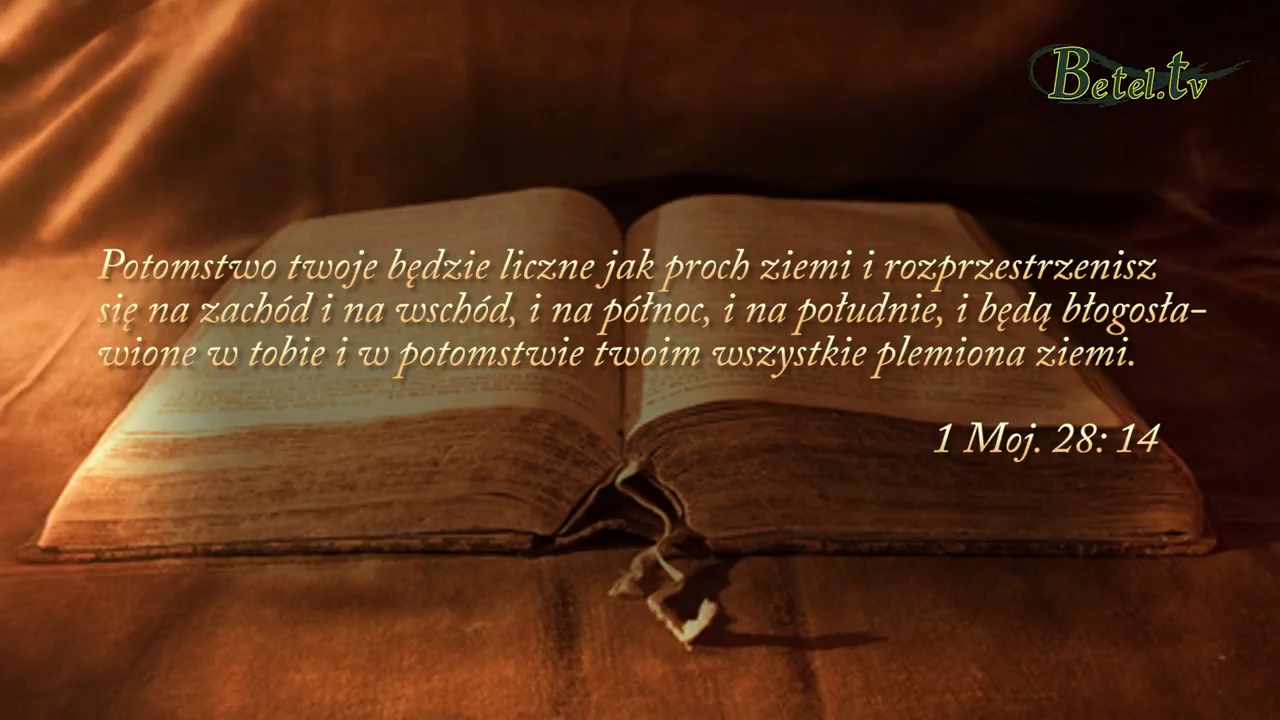 Betel.tv
Potomstwo twoje będzie liczne jak proch ziemi i rozprzestrzenisz
się na zachód i na wschód, i na północ, i na południe, i będą błogosła-
wione w tobie i w potomstwie twoim wszystkie plemiona ziemi.
1 Moj. 28: 14